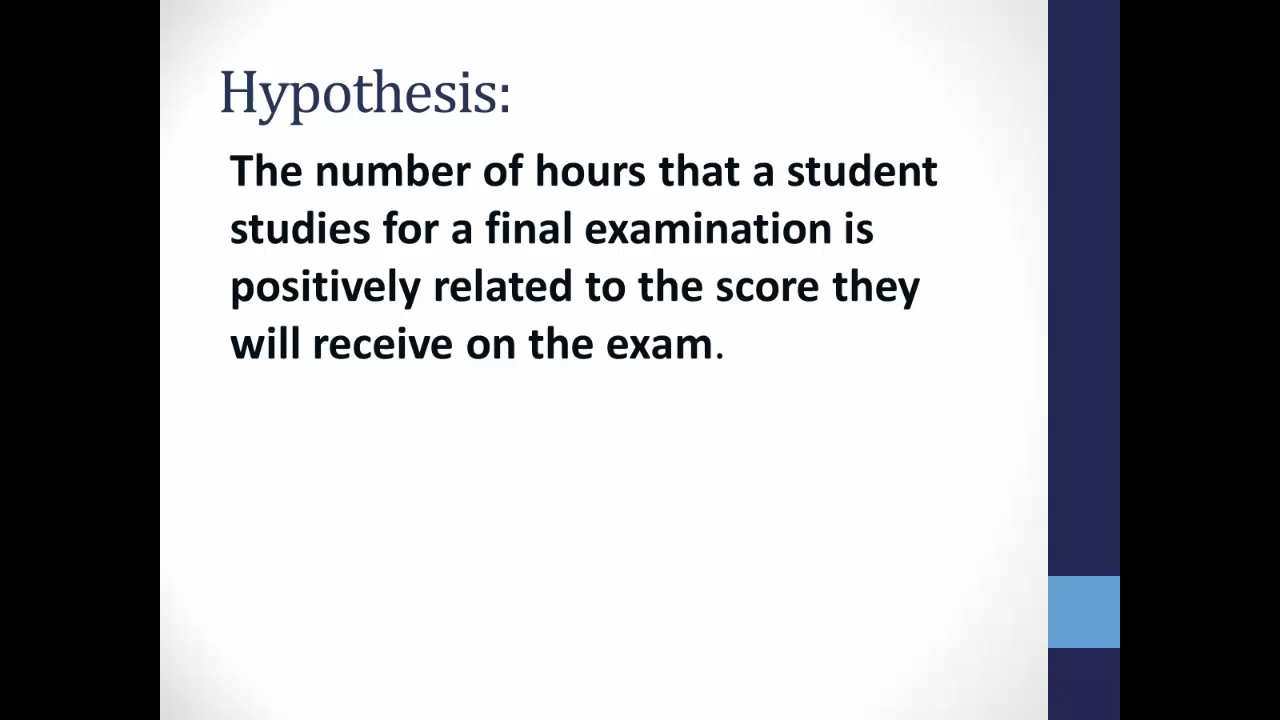 Hypothesis:
The number of hours that a student
studies for a final examination is
positively related to the score they
will receive on the exam.